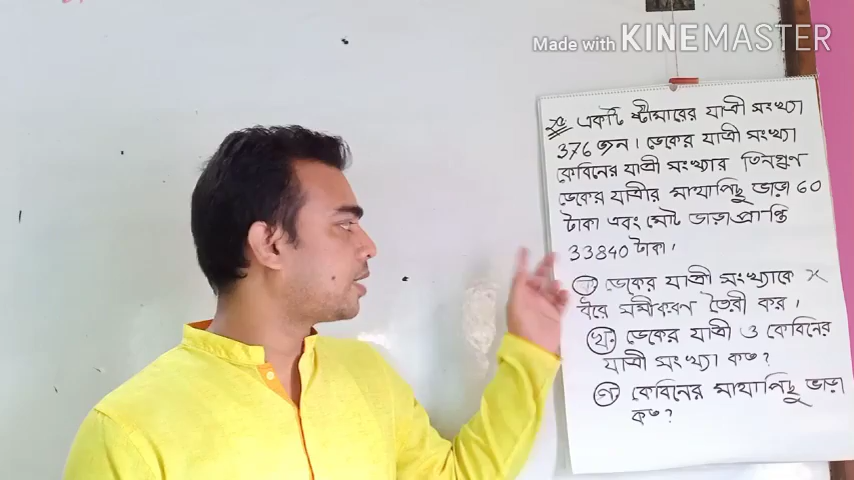 Made with KINEMASTER
একটি ষ্টীমারের যাত্রী সংখ্যা
376 জন। ডেকের যাত্রী সংখ্যা
কেবিনের যাত্রী সংখ্যার তিনগুণ
ডেকের যাত্রীর মাথাপিছু ভাড়া 60
টাকা এবং মোট ভাড়া প্রাপ্তি
33840 টাকা।
ক. ডেকের যাত্রী সংখ্যাকে x
ধরে সমীকরণ তৈরী কর।
খ. ডেকের যাত্রী ও কেবিনের
যাত্রী সংখ্যা কত?
গ. কেবিনের মাথাপিছু ভাড়া
কত?